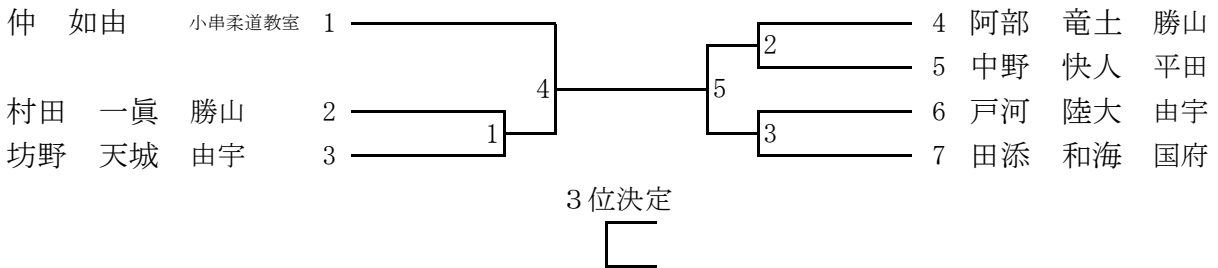 仲　如由　小串柔道教室 1
村田　一眞　勝山 2
坊野　天城　由宇 3
4
1
2
5
3
4 阿部　竜土　勝山
5 中野　快人　平田
6 戸河　陸大　由宇
7 田添　和海　国府
３位決定